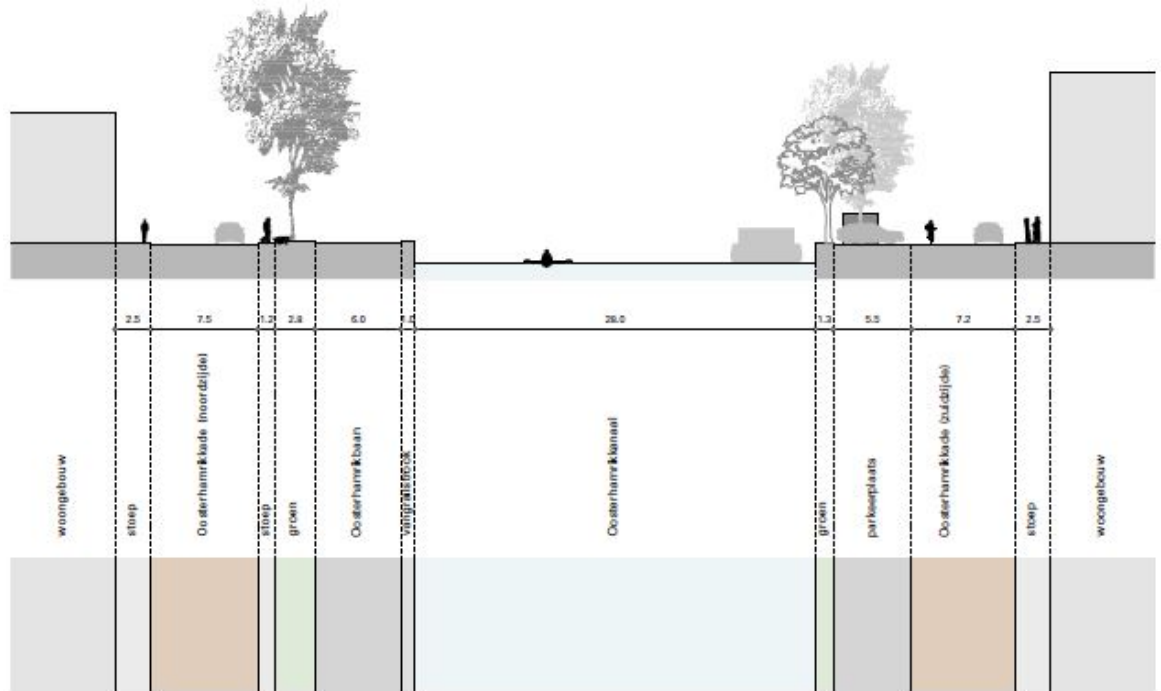 2.5
7.5
1.2
2.8
6.0
1.0
28.0
1.3
5.5
7.2
2.5
woongebouw
stoep
Oosterhamrikkade (noordzijde)
stoep
groen
Oosterhamrikbaan
Oosterhamrikkanaal
groen
parkeerplaats
Oosterhamrikkade (zuidzijde)
stoep
woongebouw